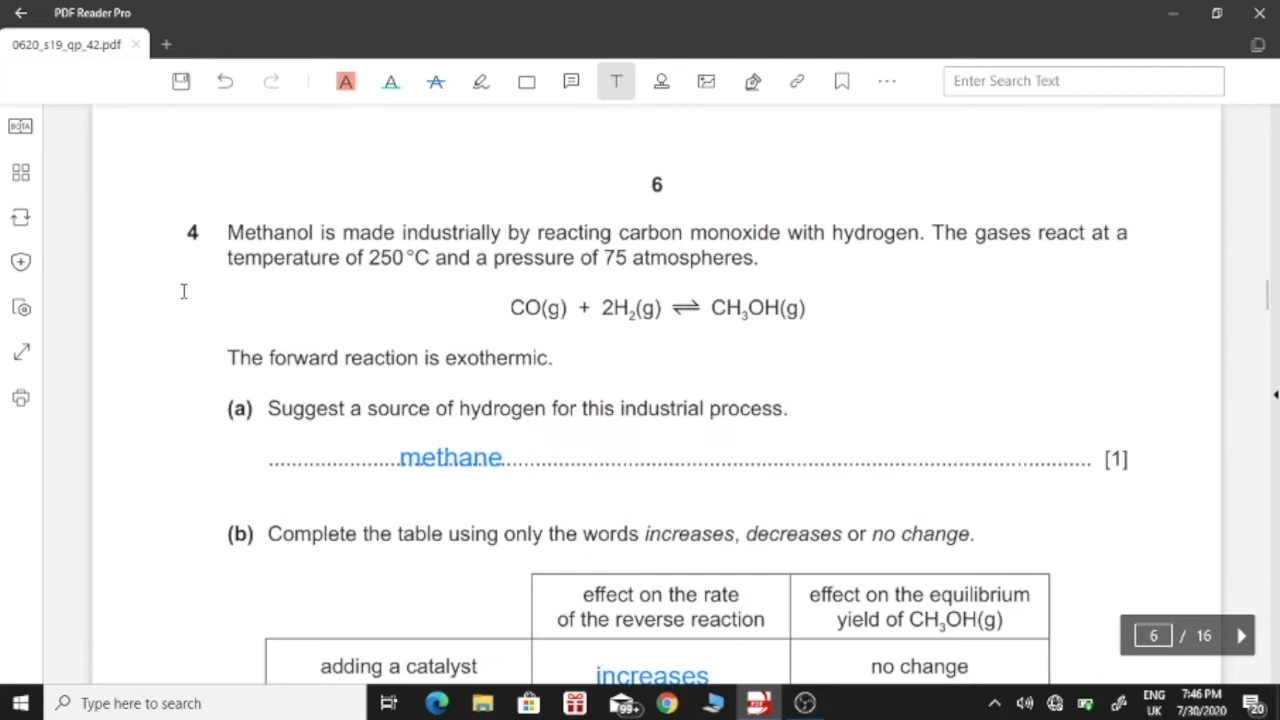 PDF Reader Pro
0620_s19_qp_42.pdf
Enter Search Text
BOTA
6
4 Methanol is made industrially by reacting carbon monoxide with hydrogen. The gases react at a
temperature of 250 °C and a pressure of 75 atmospheres.
CO(g) + 2H₂(g) ⇌ CH₃OH(g)
The forward reaction is exothermic.
(a) Suggest a source of hydrogen for this industrial process.
methane [1]
(b) Complete the table using only the words increases, decreases or no change.
effect on the rate
of the reverse reaction
effect on the equilibrium
yield of CH₃OH(g)
adding a catalyst
increases
no change
6 / 16
Type here to search
99+
ENG
UK
7:46 PM
7/30/2020
20